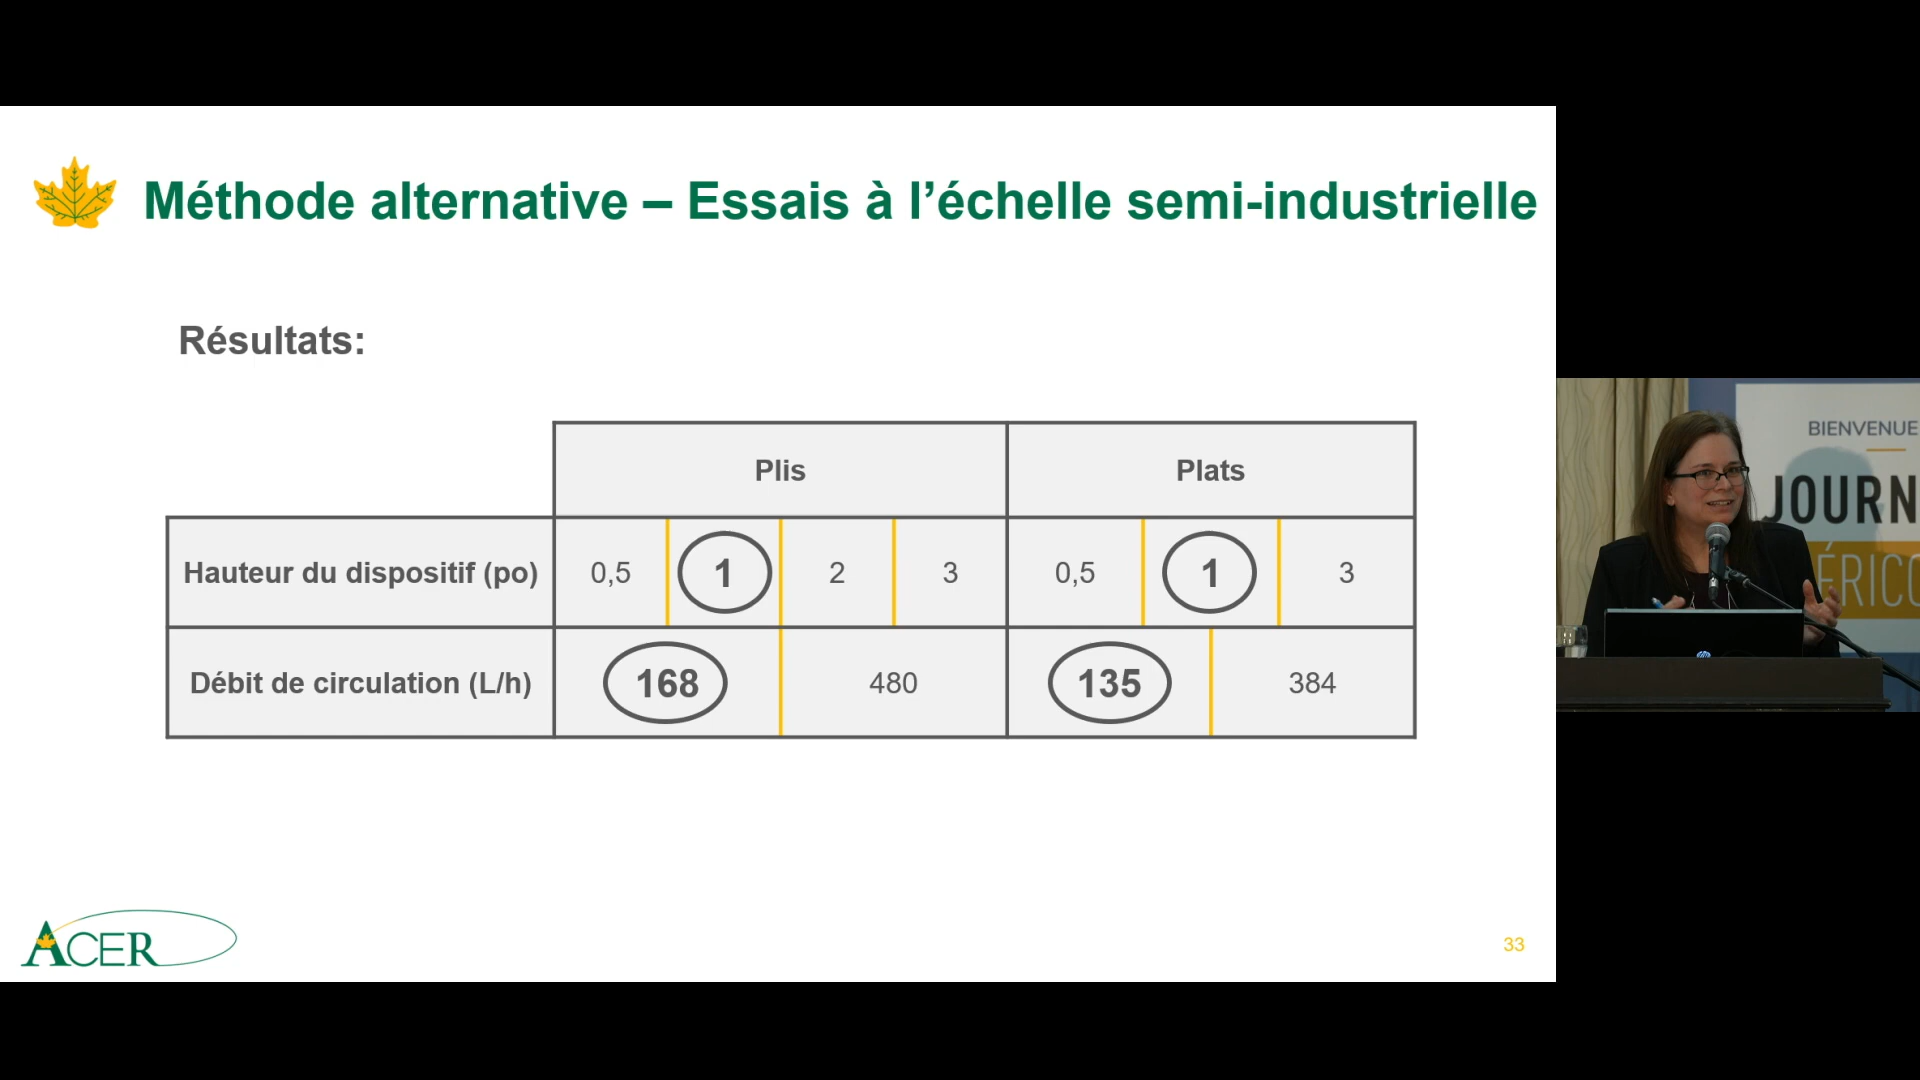 Méthode alternative – Essais à l’échelle semi-industrielle
Résultats:
Plis Plats
Hauteur du dispositif (po) 0,5 1 2 3 0,5 1 3
Débit de circulation (L/h) 168 480 135 384
ACER
33
BIENVENUE
JOURN
ÉRICO